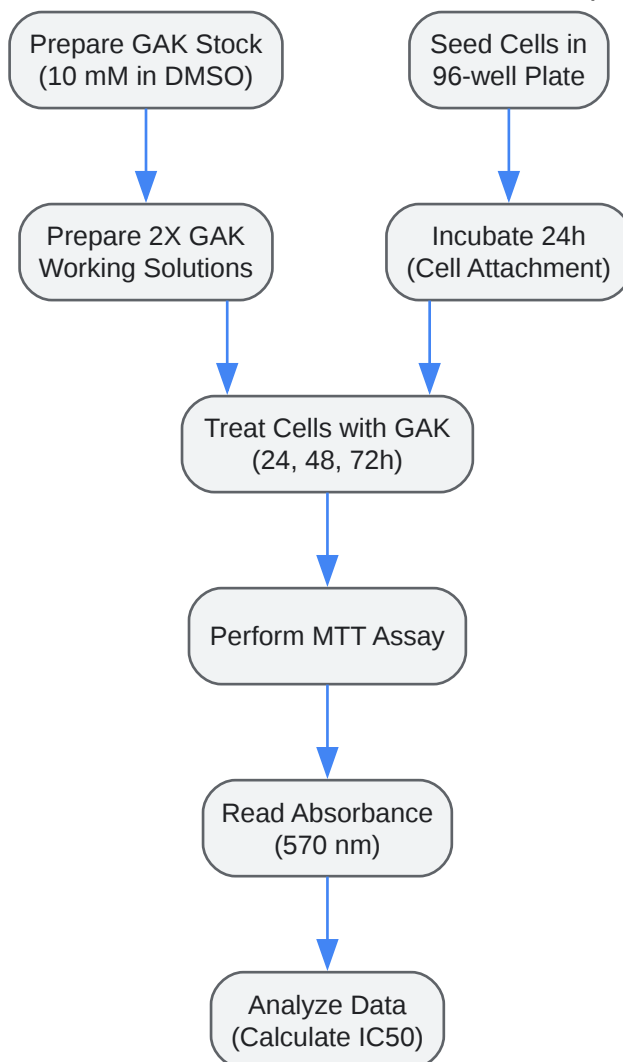 Prepare GAK Stock
(10 mM in DMSO)
Seed Cells in
96-well Plate
Prepare 2X GAK
Working Solutions
Incubate 24h
(Cell Attachment)
Treat Cells with GAK
(24, 48, 72h)
Perform MTT Assay
Read Absorbance
(570 nm)
Analyze Data
(Calculate IC50)